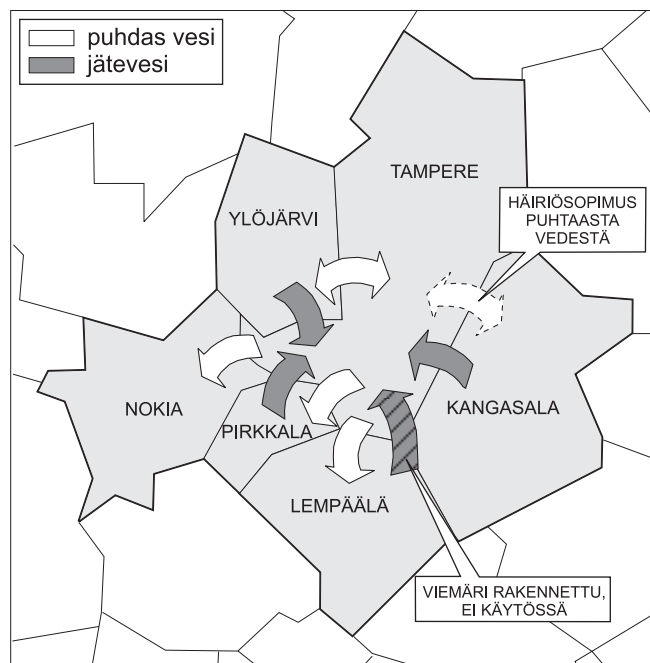 puhdas vesi
jätevesi
TAMPERE
YLÖJÄRVI
HÄIRIÖSOPIMUS
PUHTAASTA
VEDESTÄ
NOKIA
PIRKKALA
KANGASALA
LEMPÄÄLÄ
VIEMÄRI RAKENNETTU,
EI KÄYTÖSSÄ